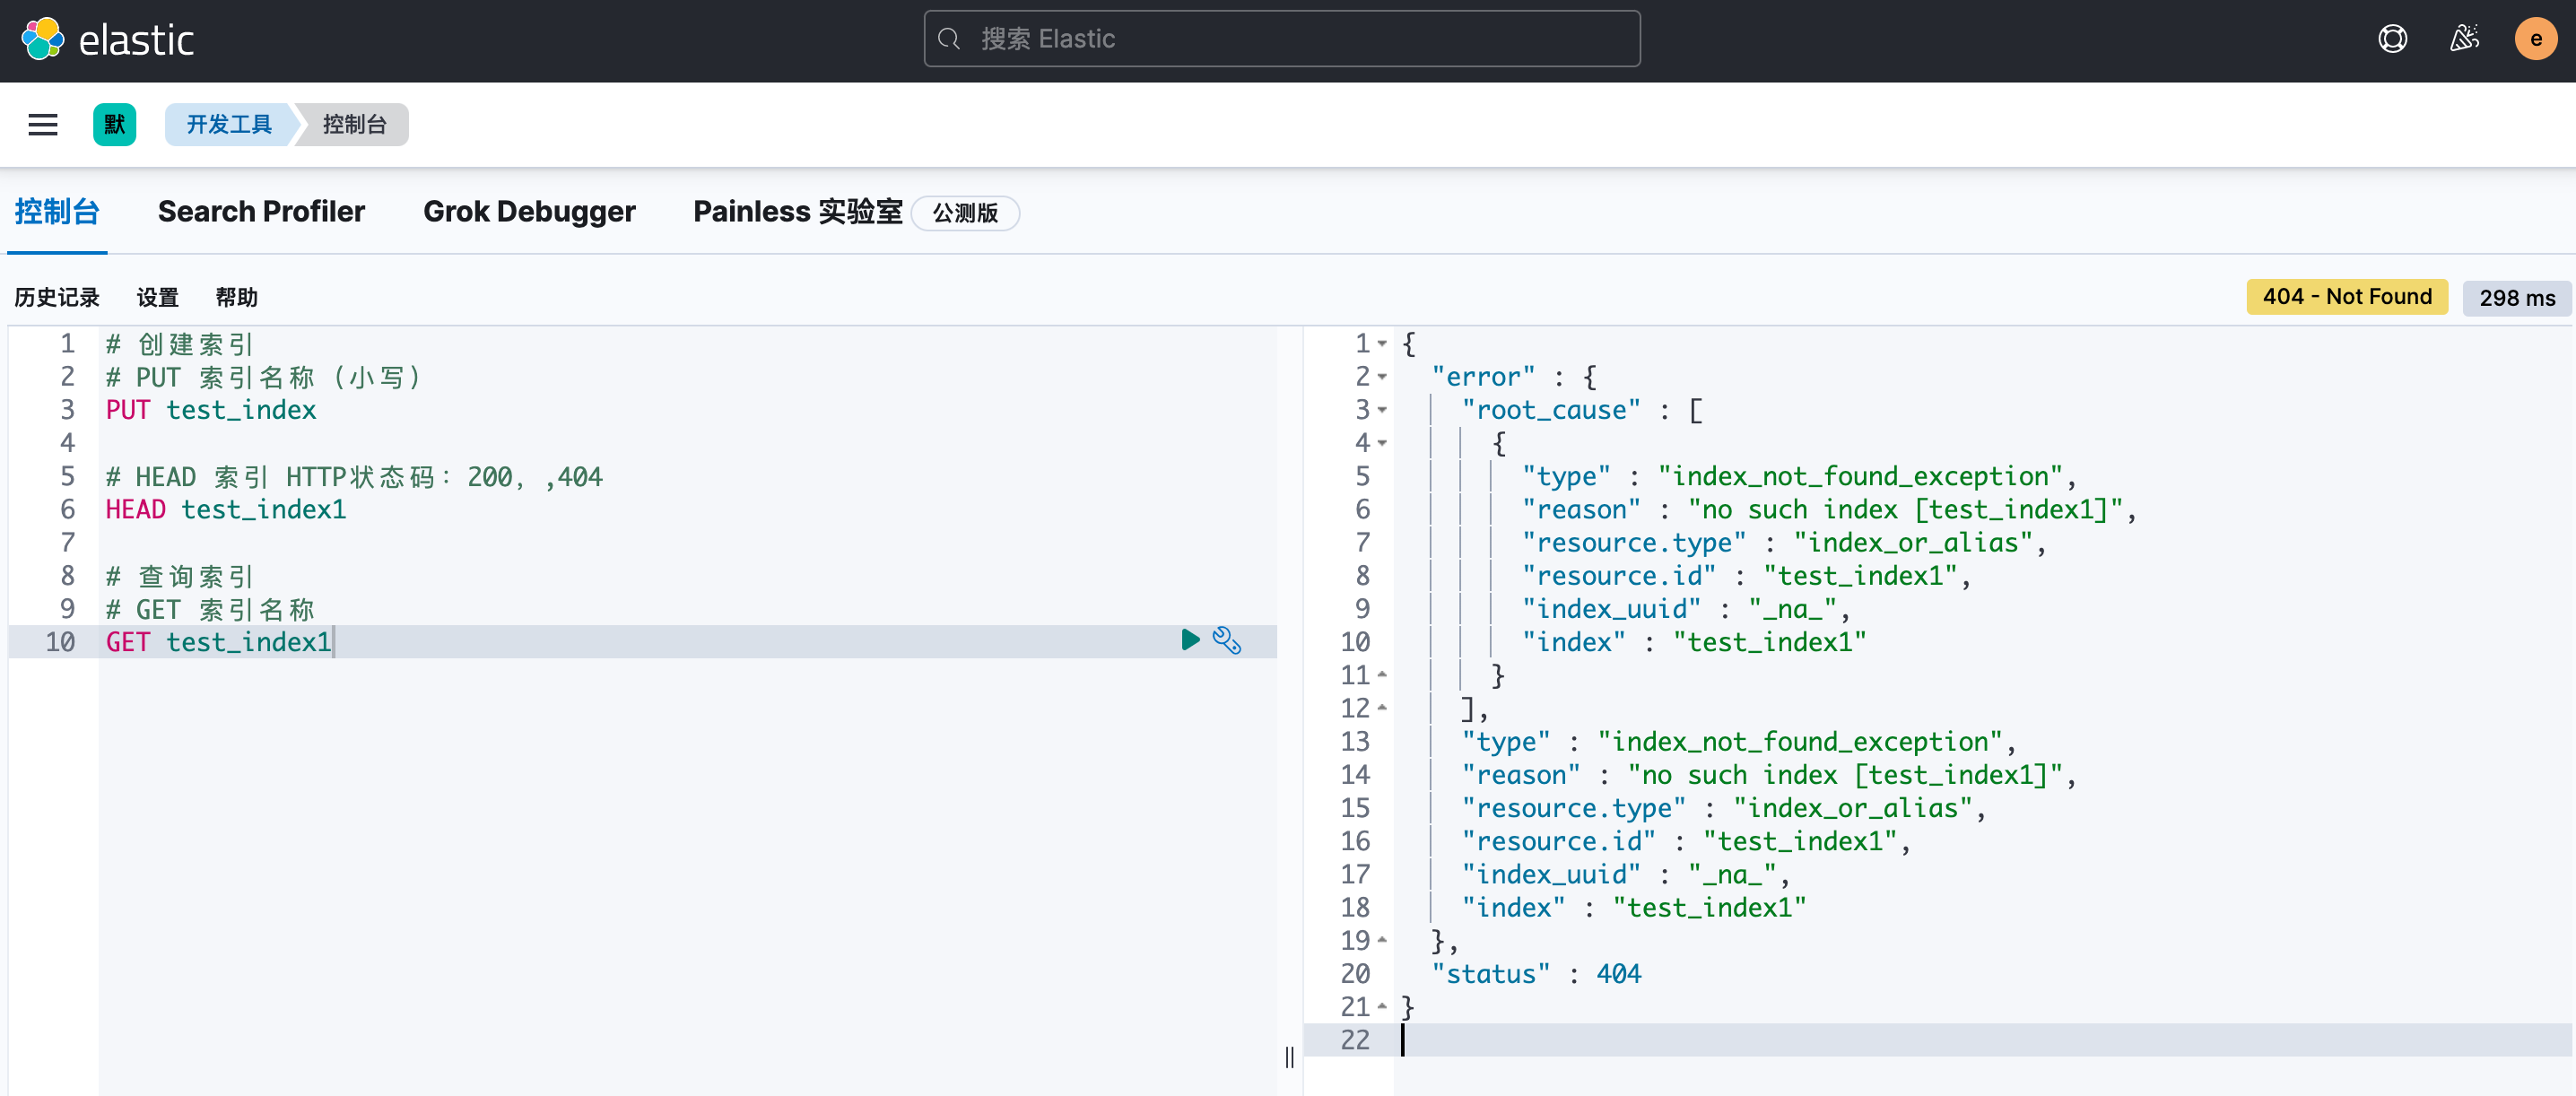 elastic
搜索 Elastic
e
默
开发工具
控制台
控制台
Search Profiler
Grok Debugger
Painless 实验室
公测版
历史记录
设置
帮助
404 - Not Found
298 ms
1 # 创建索引
2 # PUT 索引名称（小写）
3 PUT test_index
4
5 # HEAD 索引 HTTP状态码：200，,404
6 HEAD test_index1
7
8 # 查询索引
9 # GET 索引名称
10 GET test_index1
1 {
2 "error" : {
3 "root_cause" : [
4 {
5 "type" : "index_not_found_exception",
6 "reason" : "no such index [test_index1]",
7 "resource.type" : "index_or_alias",
8 "resource.id" : "test_index1",
9 "index_uuid" : "_na_",
10 "index" : "test_index1"
11 }
12 ],
13 "type" : "index_not_found_exception",
14 "reason" : "no such index [test_index1]",
15 "resource.type" : "index_or_alias",
16 "resource.id" : "test_index1",
17 "index_uuid" : "_na_",
18 "index" : "test_index1"
19 },
20 "status" : 404
21 }
22